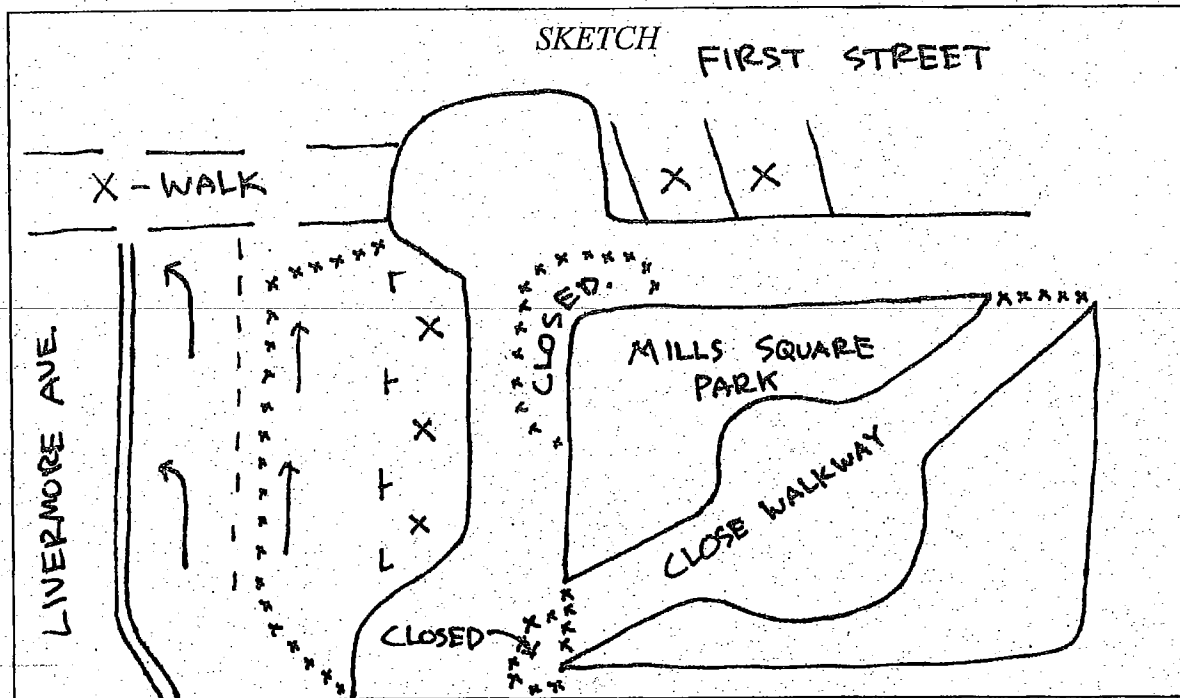 SKETCH
FIRST STREET
X-WALK
X X
CLOSED.
MILLS SQUARE
PARK
X
X
X
LIVERMORE AVE.
CLOSE WALKWAY
CLOSED